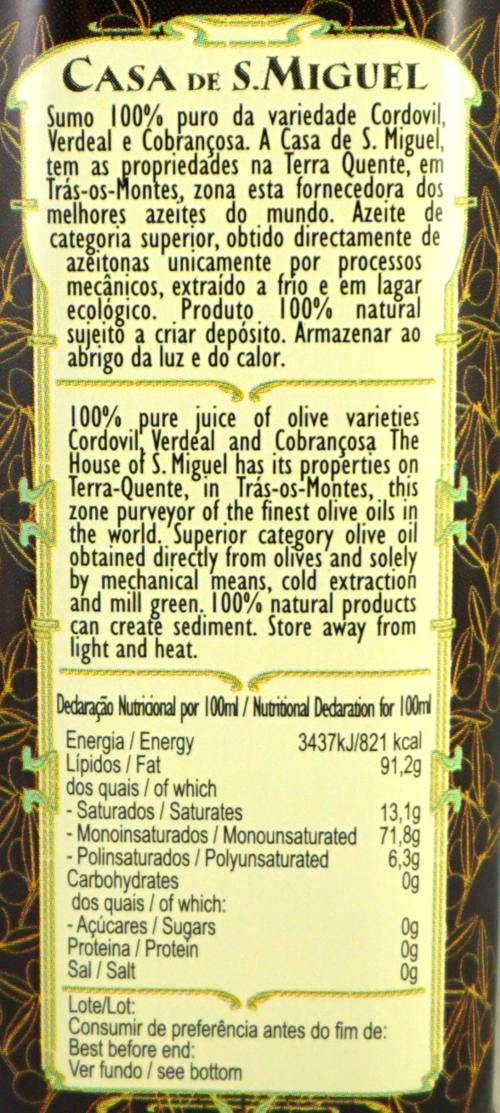 CASA DE S.MIGUEL
Sumo 100% puro da variedade Cordovil,
Verdeal e Cobrançosa. A Casa de S. Miguel,
tem as propriedades na Terra Quente, em
Trás-os-Montes, zona esta fornecedora dos
melhores azeites do mundo. Azeite de
categoria superior, obtido directamente de
azeitonas unicamente por processos
mecânicos, extraído a frio e em lagar
ecológico. Produto 100% natural
sujeito a criar depósito. Armazenar ao
abrigo da luz e do calor.
100% pure juice of olive varieties
Cordovil, Verdeal and Cobrançosa The
House of S. Miguel has its properties on
Terra-Quente, in Trás-os-Montes, this
zone purveyor of the finest olive oils in
the world. Superior category olive oil
obtained directly from olives and solely
by mechanical means, cold extraction
and mill green. 100% natural products
can create sediment. Store away from
light and heat.
Declaração Nutricional por 100ml / Nutritional Declaration for 100ml
Energia / Energy 3437kJ/821 kcal
Lípidos / Fat 91,2g
dos quais / of which
- Saturados / Saturates 13,1g
- Monoinsaturados / Monounsaturated 71,8g
- Polinsaturados / Polyunsaturated 6,3g
Carbohydrates 0g
dos quais / of which:
- Açúcares / Sugars 0g
Proteina / Protein 0g
Sal / Salt 0g
Lote/Lot:
Consumir de preferência antes do fim de:
Best before end:
Ver fundo / see bottom